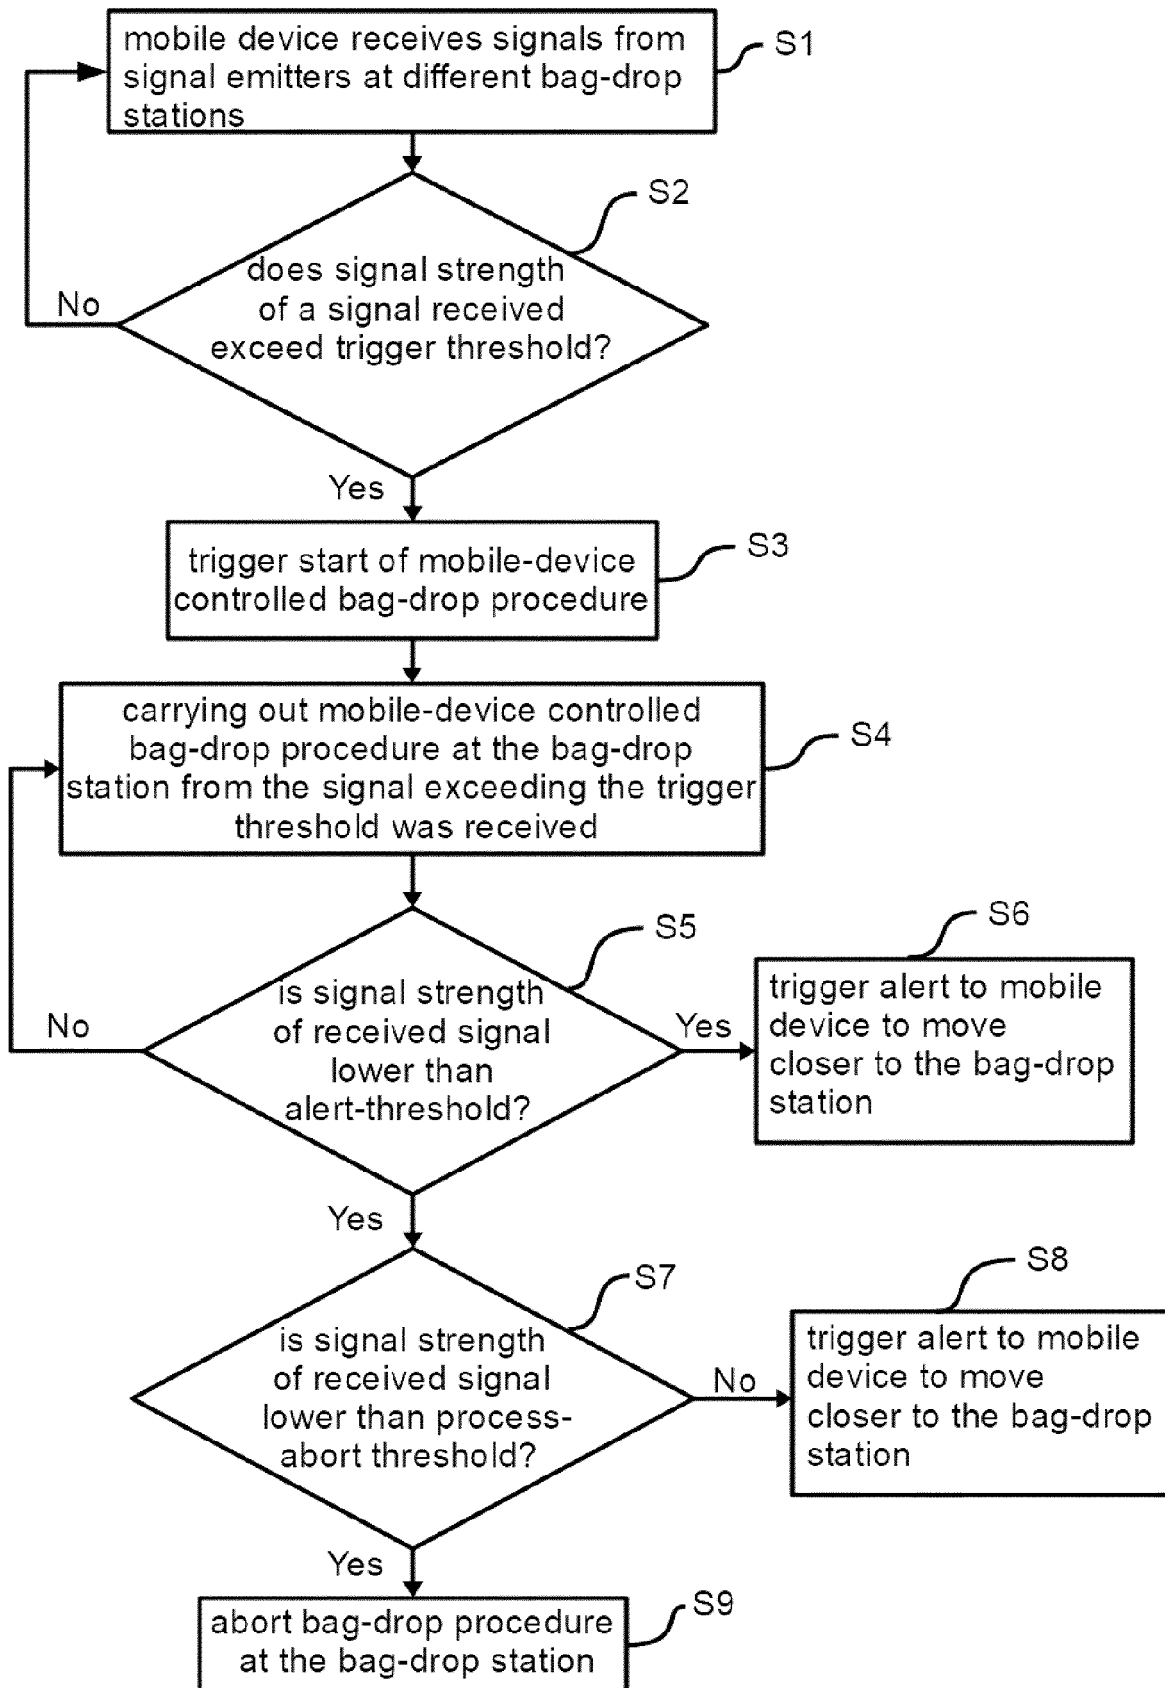 mobile device receives signals from
signal emitters at different bag-drop
stations
S1
S2
does signal strength
of a signal received
exceed trigger threshold?
No
Yes
S3
trigger start of mobile-device
controlled bag-drop procedure
carrying out mobile-device controlled
bag-drop procedure at the bag-drop
station from the signal exceeding the trigger
threshold was received
S4
S5
is signal strength
of received signal
lower than
alert-threshold?
No
Yes
S6
trigger alert to mobile
device to move
closer to the bag-drop
station
Yes
S7
is signal strength
of received signal
lower than process-
abort threshold?
No
S8
trigger alert to mobile
device to move
closer to the bag-drop
station
Yes
S9
abort bag-drop procedure
at the bag-drop station